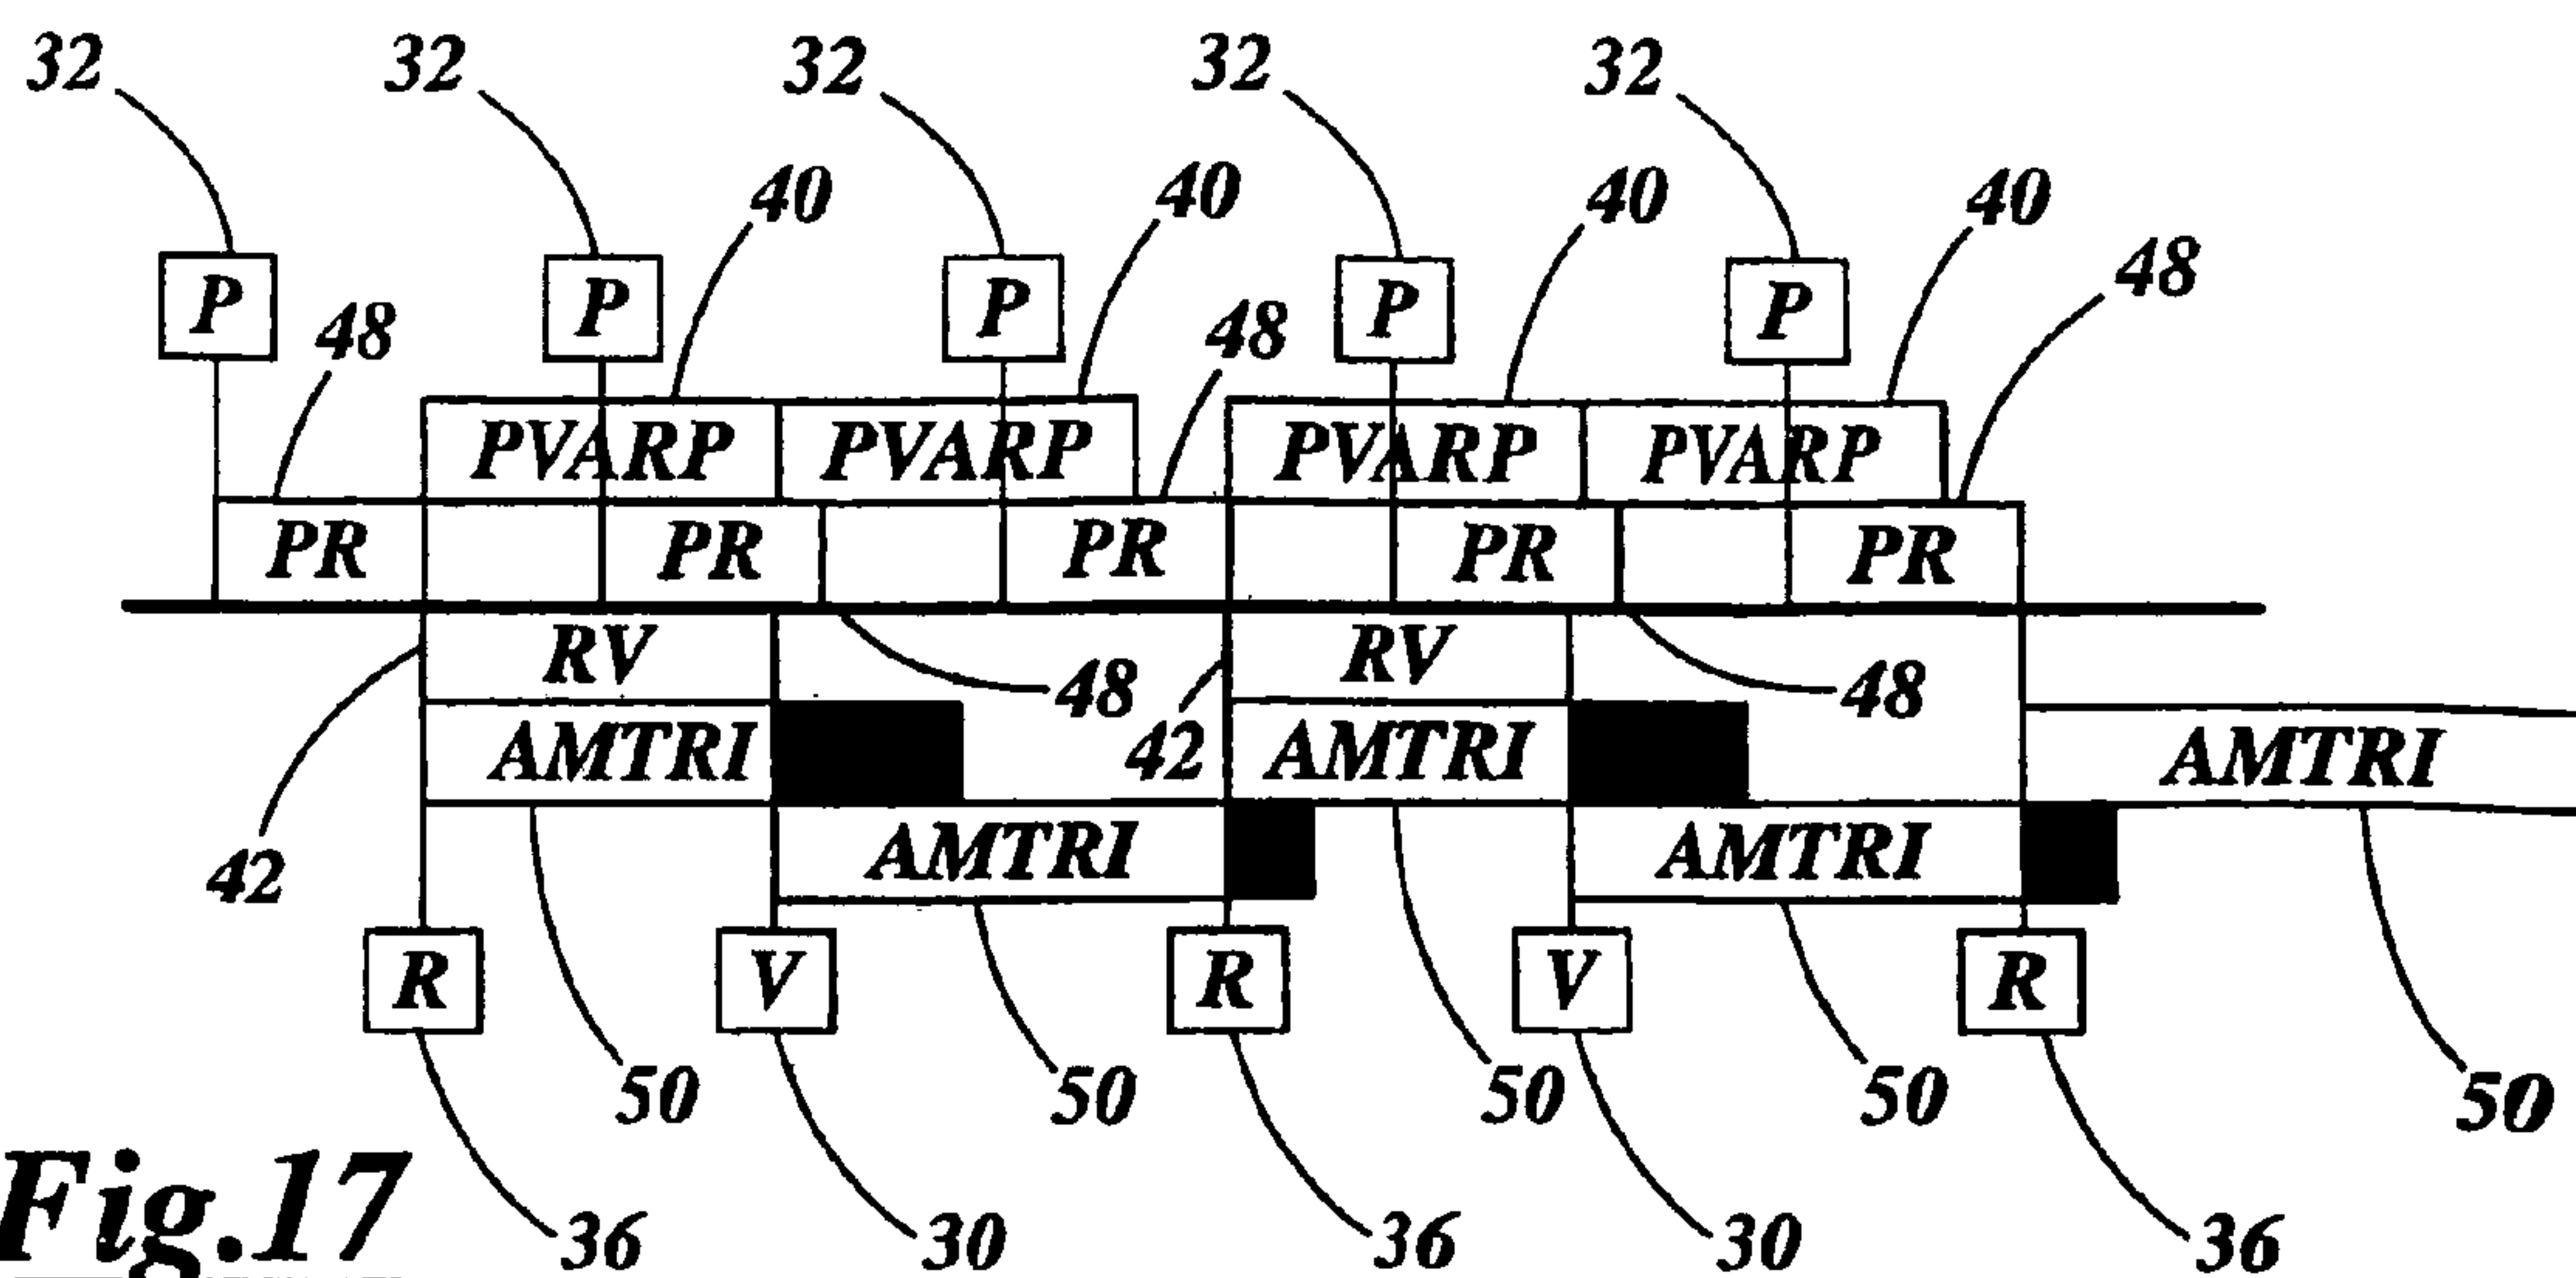 32 32 32 32 32
40 40 40 40
P P P P P
48 48 48
PVARP PVARP PVARP PVARP
PR PR PR PR PR
RV RV
48 48
42 42
AMTRI AMTRI AMTRI
AMTRI AMTRI
R V R V R
50 50 50 50 50
36 30 36 30 36
Fig.17